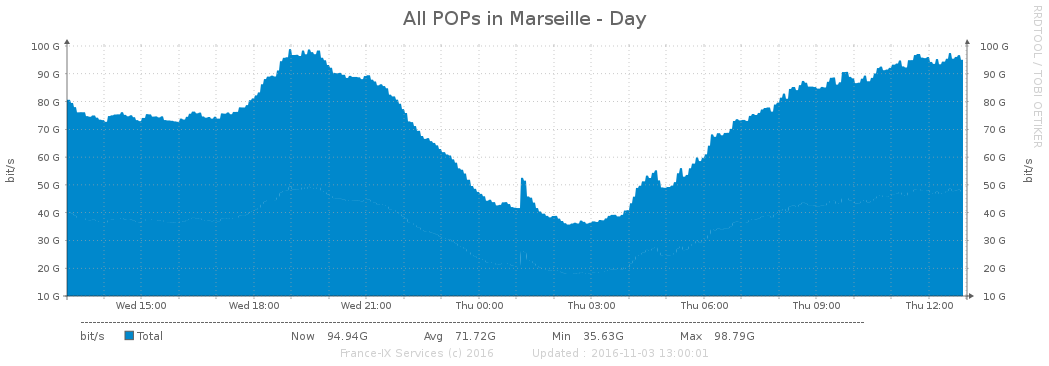 All POPs in Marseille - Day
RRDTOOL / TOBI OETIKER
bit/s
100 G
90 G
80 G
70 G
60 G
50 G
40 G
30 G
20 G
10 G
100 G
90 G
80 G
70 G
60 G
50 G
40 G
30 G
20 G
10 G
bit/s
Wed 15:00 Wed 18:00 Wed 21:00 Thu 00:00 Thu 03:00 Thu 06:00 Thu 09:00 Thu 12:00
bit/s Total Now 94.94G Avg 71.72G Min 35.63G Max 98.79G
France-IX Services (c) 2016 Updated : 2016-11-03 13:00:01